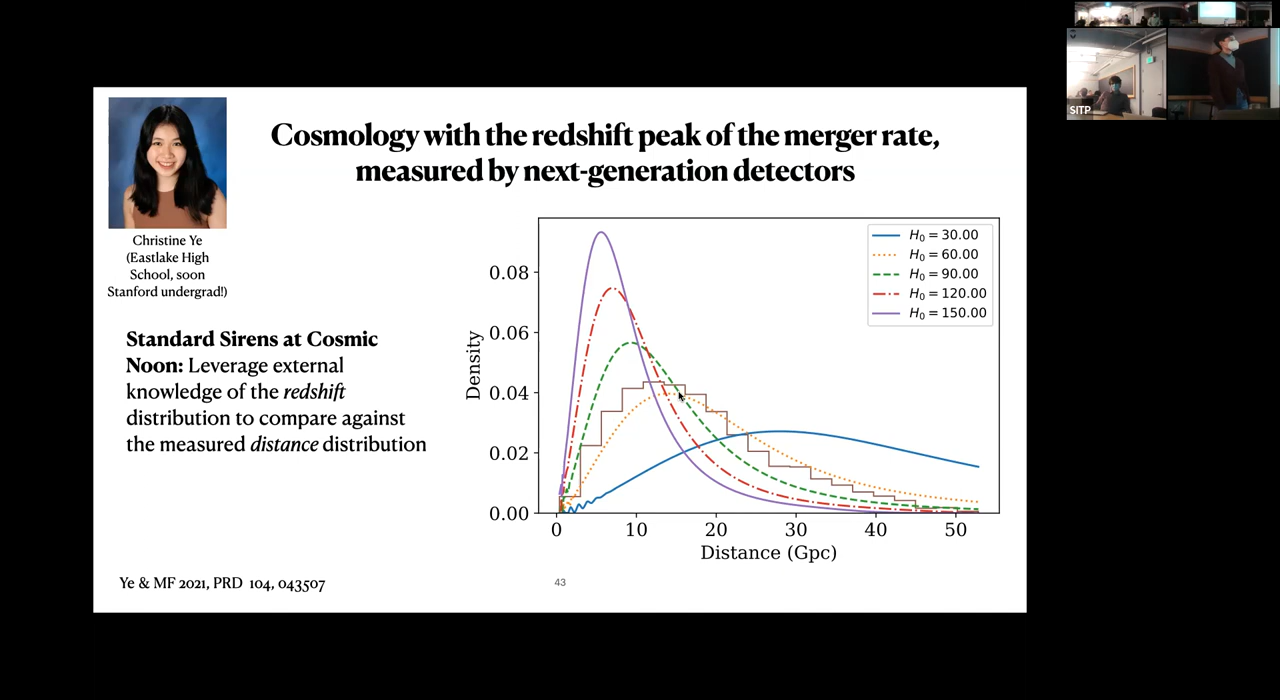 Cosmology with the redshift peak of the merger rate,
measured by next-generation detectors
Christine Ye
(Eastlake High
School, soon
Stanford undergrad!)
Standard Sirens at Cosmic
Noon: Leverage external
knowledge of the redshift
distribution to compare against
the measured distance distribution
Density
0.08
0.06
0.04
0.02
0.00
0 10 20 30 40 50
Distance (Gpc)
H₀ = 30.00
H₀ = 60.00
H₀ = 90.00
H₀ = 120.00
H₀ = 150.00
Ye & MF 2021, PRD 104, 043507
43
SITP